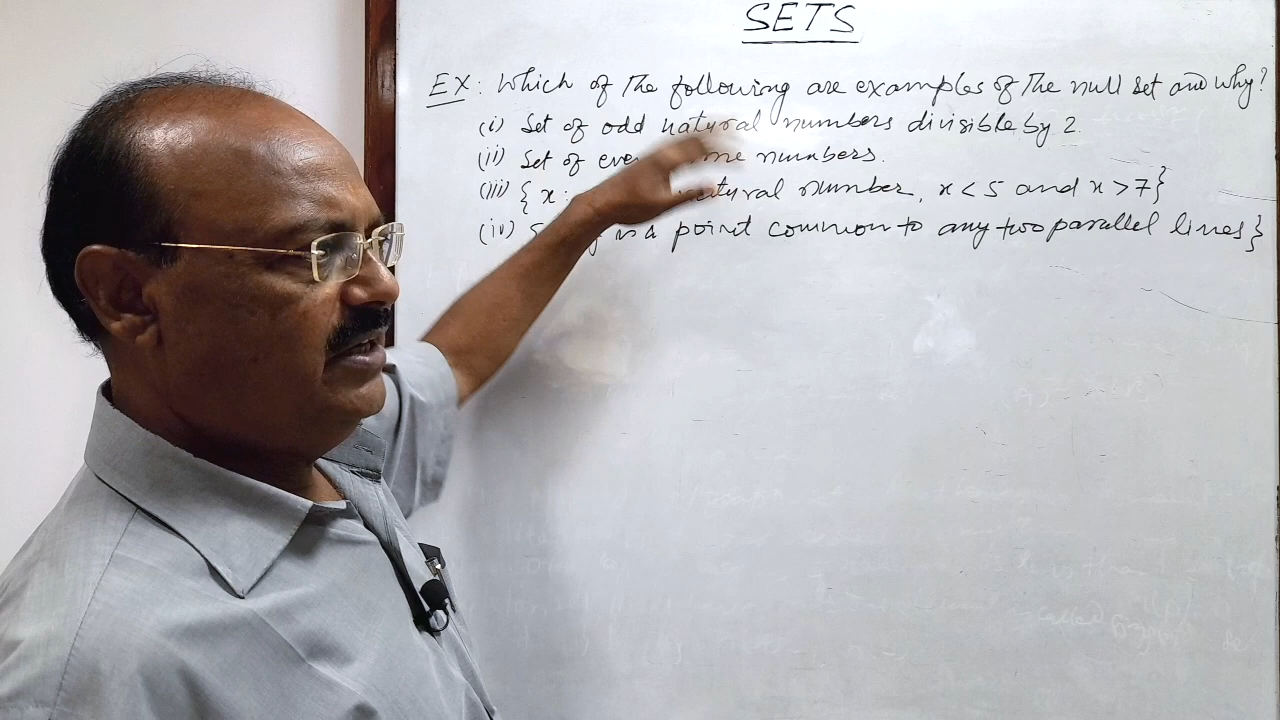 SETS
EX: Which of the following are examples of the null set and why?
(i) Set of odd natural numbers divisible by 2.
(ii) Set of numbers.
(iii) { x: natural number, x < 5 and x > 7}
(iv) is a point common to any two parallel lines}